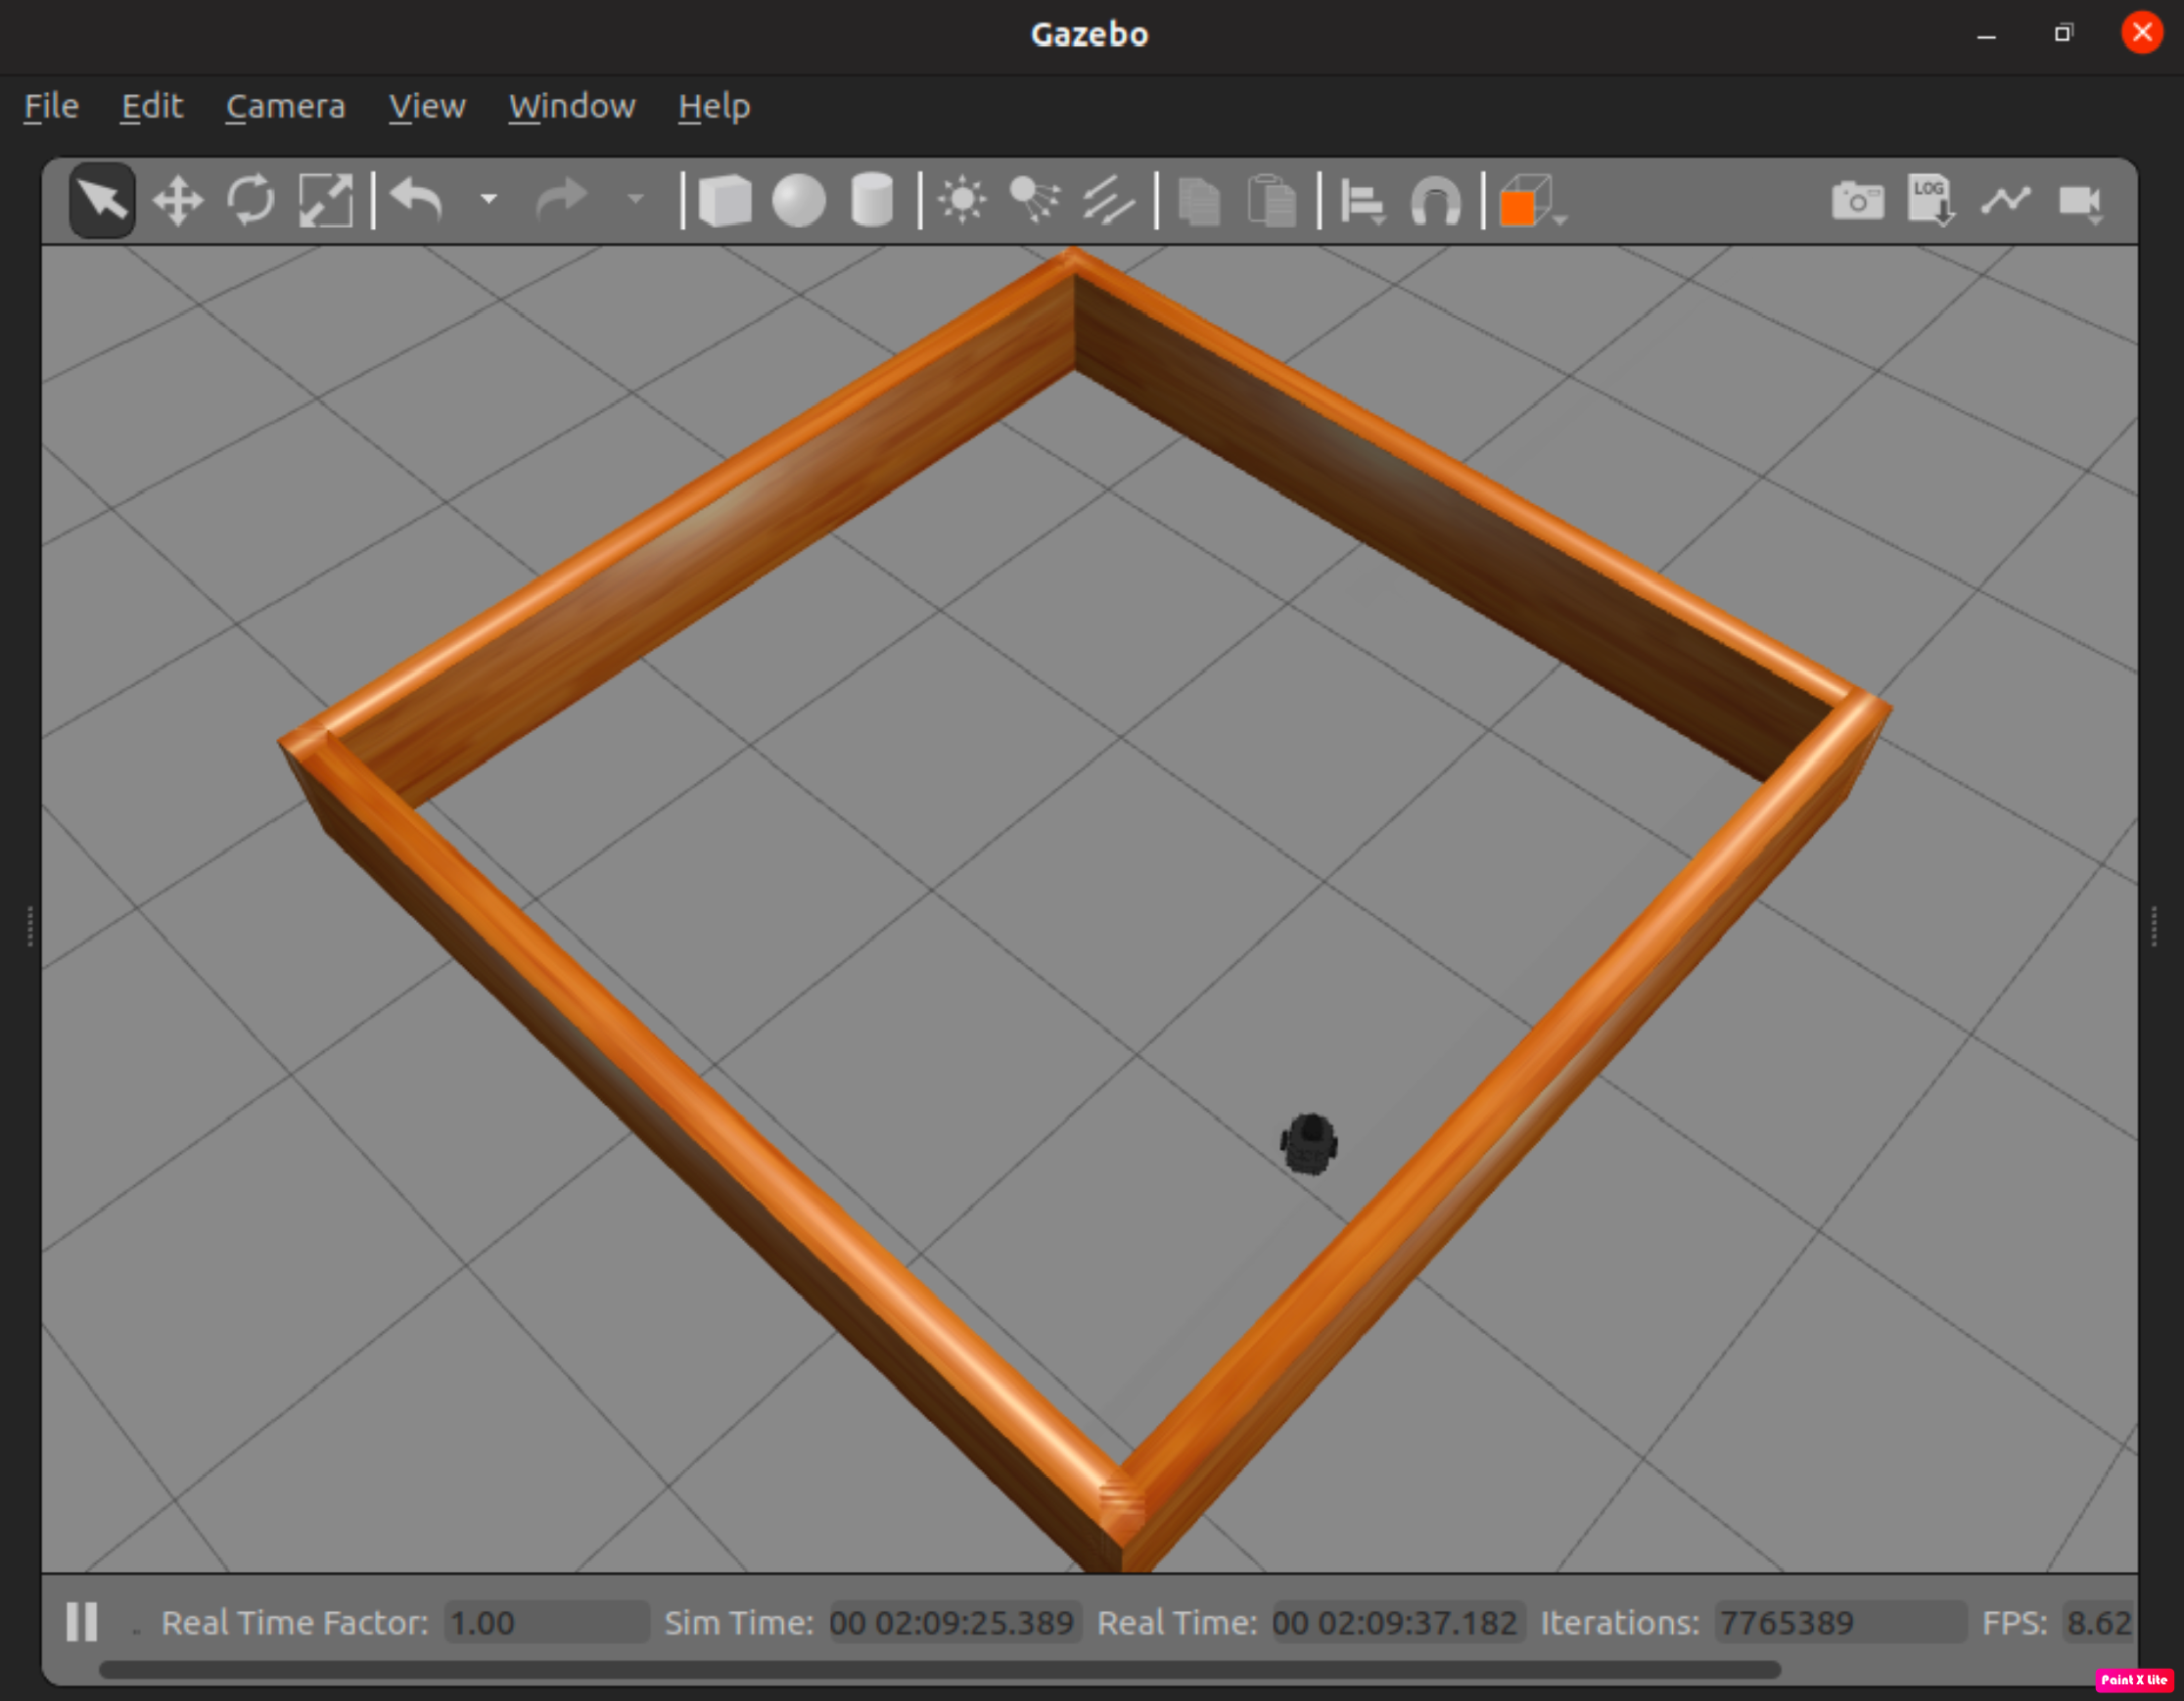 Gazebo
File Edit Camera View Window Help
LOG
Real Time Factor: 1.00 Sim Time: 00 02:09:25.389 Real Time: 00 02:09:37.182 Iterations: 7765389 FPS: 8.62
Paint X Lite